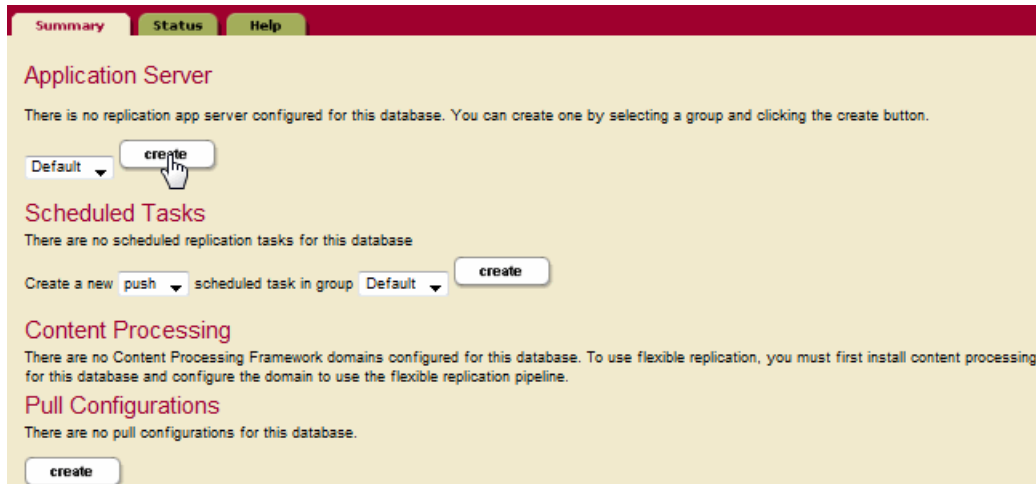 Summary Status Help
Application Server
There is no replication app server configured for this database. You can create one by selecting a group and clicking the create button.
Default create
Scheduled Tasks
There are no scheduled replication tasks for this database
Create a new push scheduled task in group Default create
Content Processing
There are no Content Processing Framework domains configured for this database. To use flexible replication, you must first install content processing
for this database and configure the domain to use the flexible replication pipeline.
Pull Configurations
There are no pull configurations for this database.
create